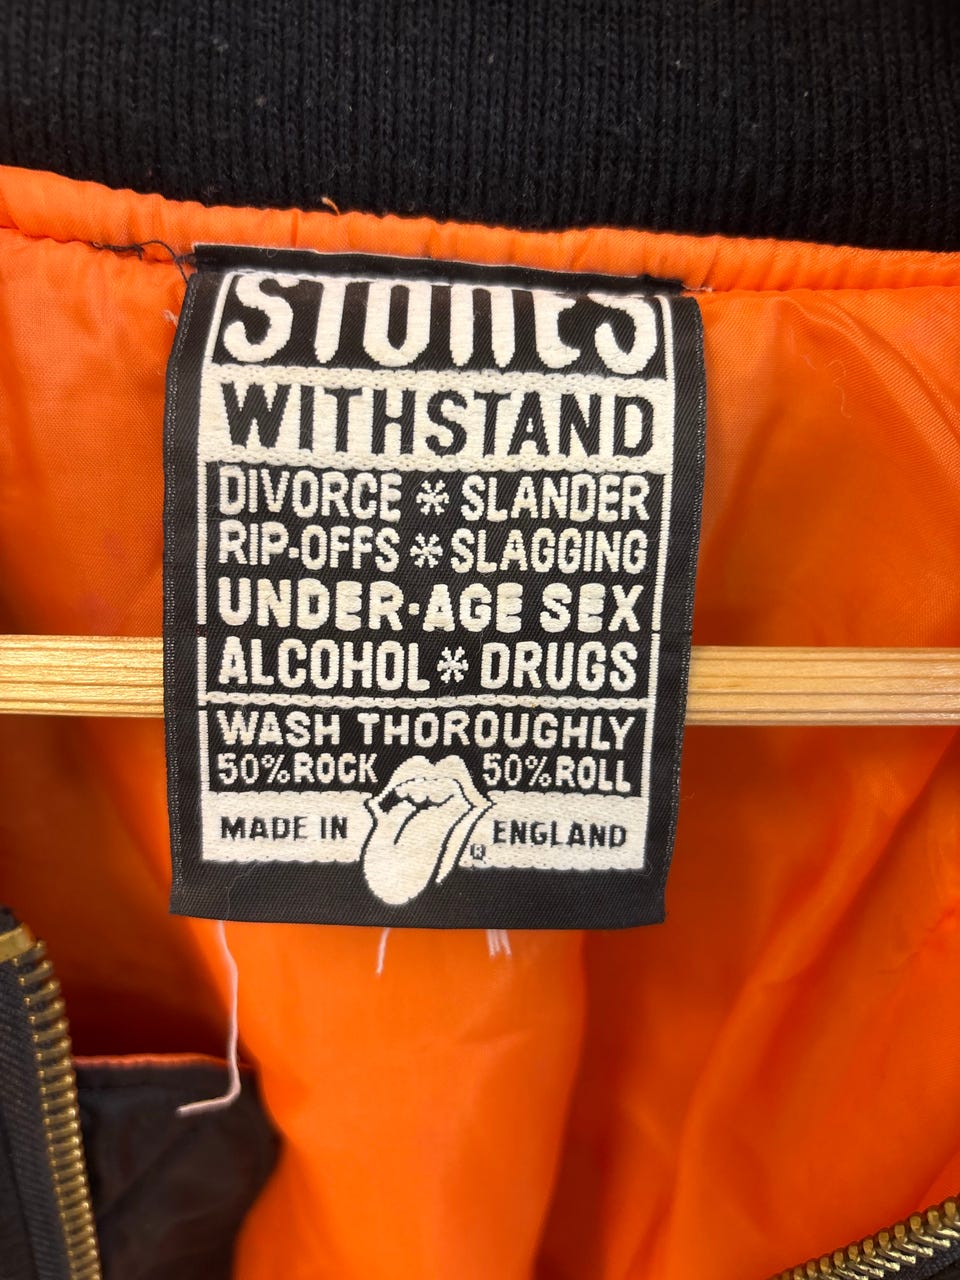 STONES
WITHSTAND
DIVORCE * SLANDER
RIP-OFFS * SLAGGING
UNDER-AGE SEX
ALCOHOL * DRUGS
WASH THOROUGHLY
50% ROCK 50% ROLL
MADE IN ENGLAND
®